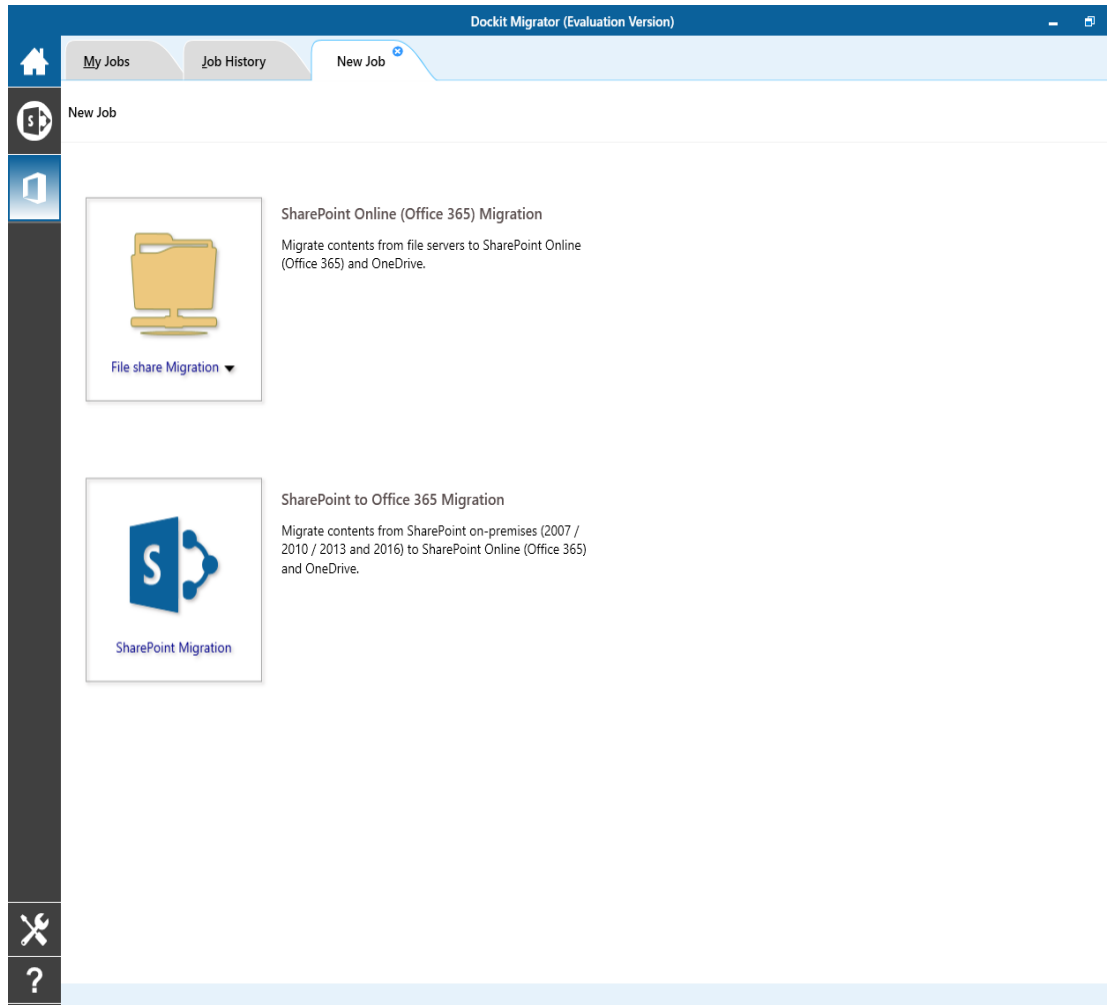 Dockit Migrator (Evaluation Version)
My Jobs
Job History
New Job
New Job
SharePoint Online (Office 365) Migration
Migrate contents from file servers to SharePoint Online
(Office 365) and OneDrive.
File share Migration
SharePoint to Office 365 Migration
Migrate contents from SharePoint on-premises (2007 /
2010 / 2013 and 2016) to SharePoint Online (Office 365)
and OneDrive.
S
SharePoint Migration
S
?